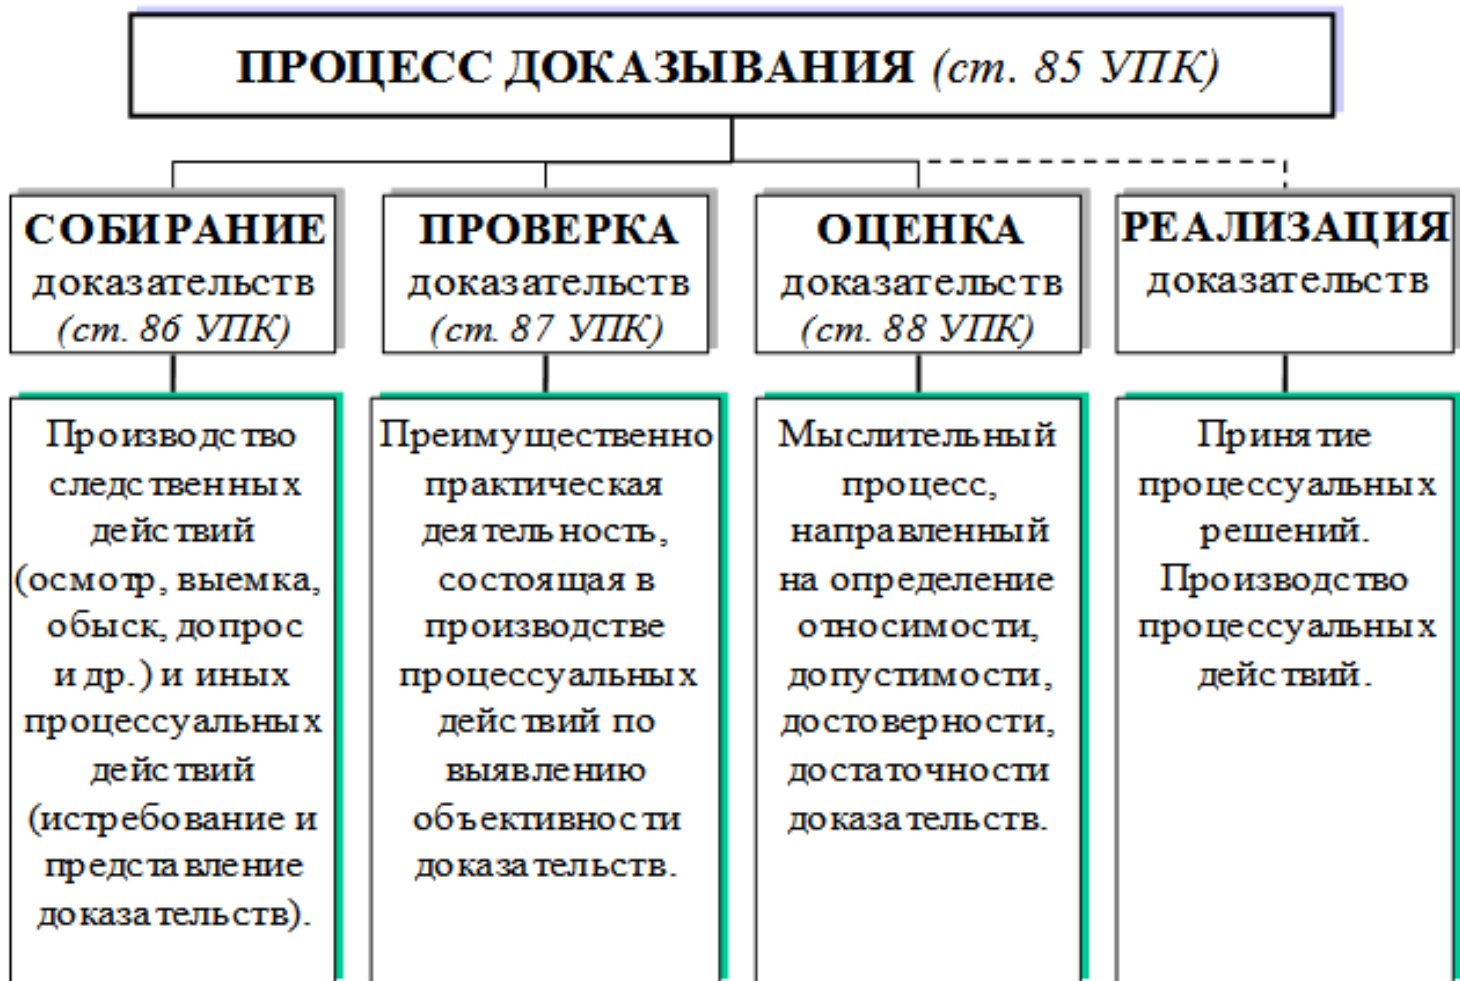 ПРОЦЕСС ДОКАЗЫВАНИЯ (ст. 85 УПК)
СОБИРАНИЕ
доказательств
(ст. 86 УПК)
Производство
следственных
действий
(осмотр, выемка,
обыск, допрос
и др.) и иных
процессуальных
действий
(истребование и
представление
доказательств).
ПРОВЕРКА
доказательств
(ст. 87 УПК)
Преимущественно
практическая
деятельность,
состоящая в
производстве
процессуальных
действий по
выявлению
объективности
доказательств.
ОЦЕНКА
доказательств
(ст. 88 УПК)
Мыслительный
процесс,
направленный
на определение
относимости,
допустимости,
достоверности,
достаточности
доказательств.
РЕАЛИЗАЦИЯ
доказательств
Принятие
процессуальных
решений.
Производство
процессуальных
действий.